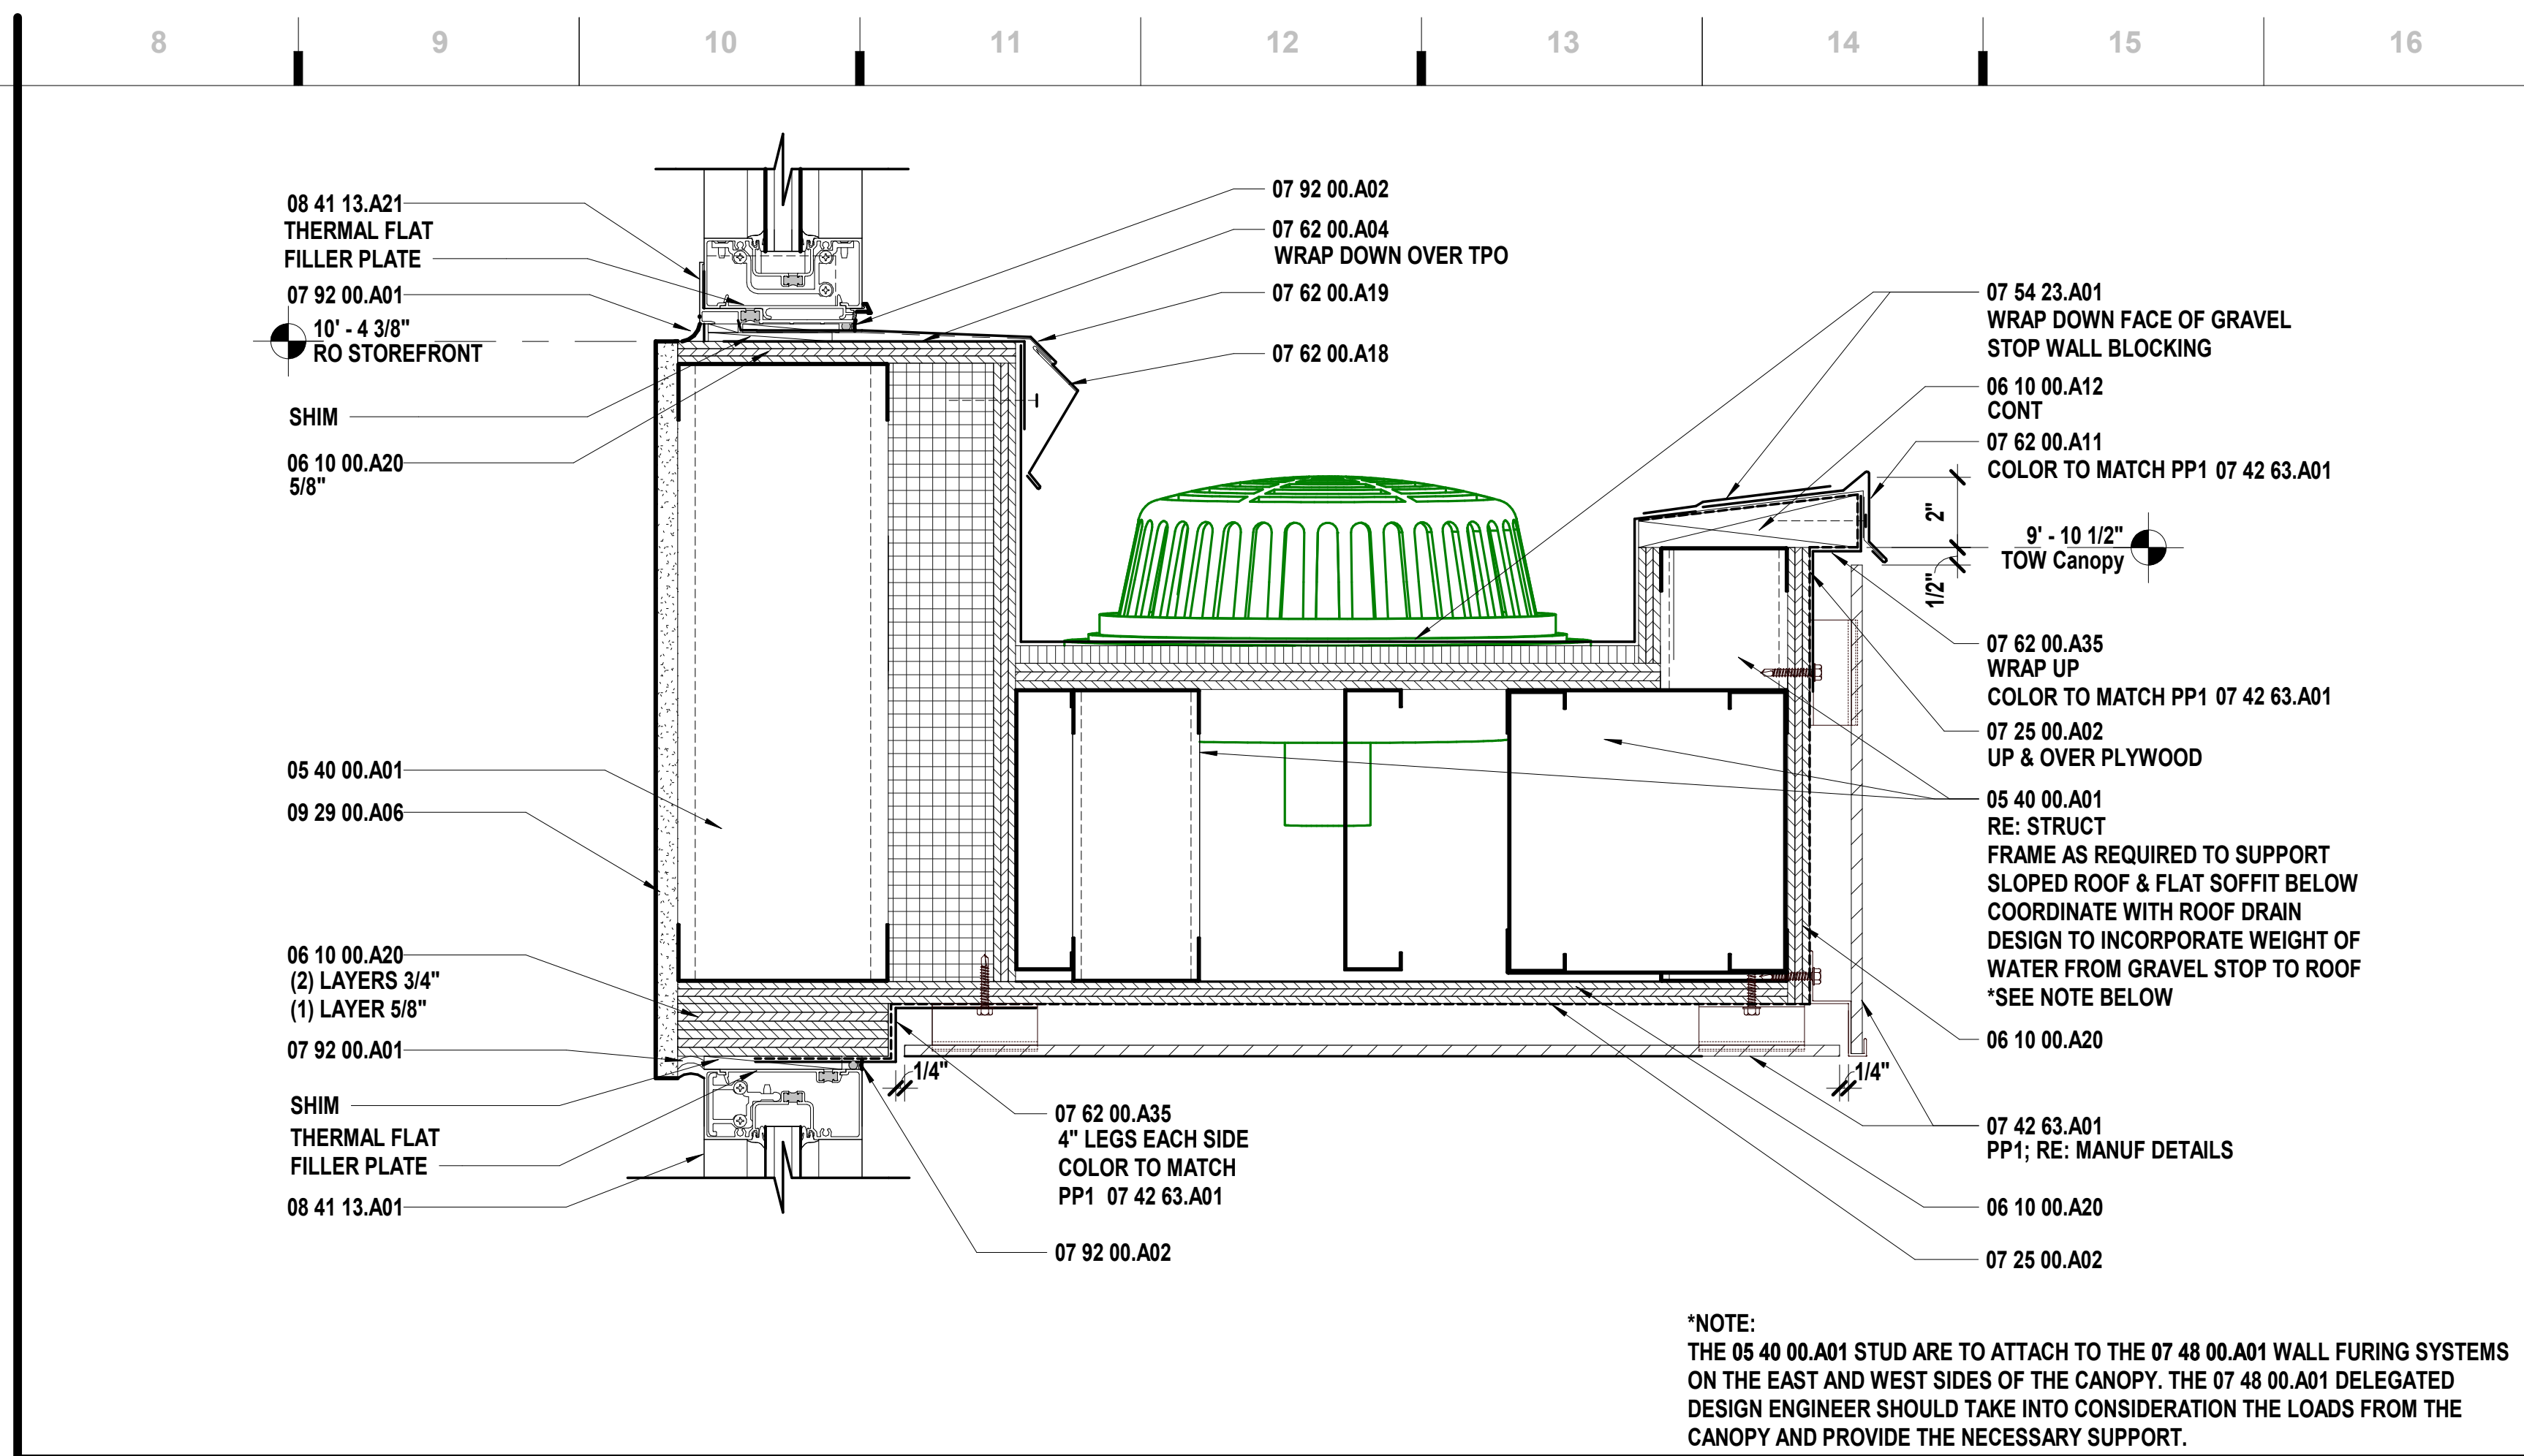 8 9 10 11 12 13 14 15 16
08 41 13.A21
THERMAL FLAT
FILLER PLATE
07 92 00.A01
10' - 4 3/8"
RO STOREFRONT
SHIM
06 10 00.A20
5/8"
05 40 00.A01
09 29 00.A06
06 10 00.A20
(2) LAYERS 3/4"
(1) LAYER 5/8"
07 92 00.A01
SHIM
THERMAL FLAT
FILLER PLATE
08 41 13.A01
07 92 00.A02
07 62 00.A04
WRAP DOWN OVER TPO
07 62 00.A19
07 62 00.A18
1/4"
07 62 00.A35
4" LEGS EACH SIDE
COLOR TO MATCH
PP1 07 42 63.A01
07 92 00.A02
1/4"
07 54 23.A01
WRAP DOWN FACE OF GRAVEL
STOP WALL BLOCKING
06 10 00.A12
CONT
07 62 00.A11
COLOR TO MATCH PP1 07 42 63.A01
2"
9' - 10 1/2"
TOW Canopy
1/2"
07 62 00.A35
WRAP UP
COLOR TO MATCH PP1 07 42 63.A01
07 25 00.A02
UP & OVER PLYWOOD
05 40 00.A01
RE: STRUCT
FRAME AS REQUIRED TO SUPPORT
SLOPED ROOF & FLAT SOFFIT BELOW
COORDINATE WITH ROOF DRAIN
DESIGN TO INCORPORATE WEIGHT OF
WATER FROM GRAVEL STOP TO ROOF
*SEE NOTE BELOW
06 10 00.A20
07 42 63.A01
PP1; RE: MANUF DETAILS
06 10 00.A20
07 25 00.A02
*NOTE:
THE 05 40 00.A01 STUD ARE TO ATTACH TO THE 07 48 00.A01 WALL FURING SYSTEMS
ON THE EAST AND WEST SIDES OF THE CANOPY. THE 07 48 00.A01 DELEGATED
DESIGN ENGINEER SHOULD TAKE INTO CONSIDERATION THE LOADS FROM THE
CANOPY AND PROVIDE THE NECESSARY SUPPORT.